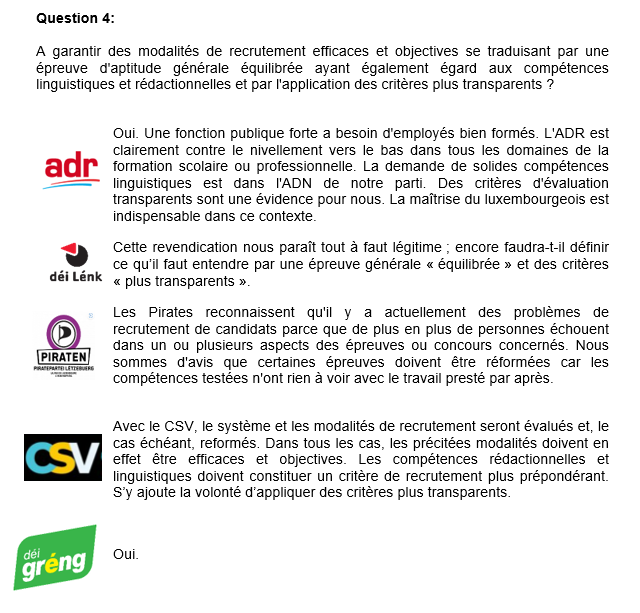 Question 4:
A garantir des modalités de recrutement efficaces et objectives se traduisant par une
épreuve d'aptitude générale équilibrée ayant également égard aux compétences
linguistiques et rédactionnelles et par l'application des critères plus transparents ?
Oui. Une fonction publique forte a besoin d'employés bien formés. L'ADR est
clairement contre le nivellement vers le bas dans tous les domaines de la
formation scolaire ou professionnelle. La demande de solides compétences
linguistiques est dans l'ADN de notre parti. Des critères d'évaluation
transparents sont une évidence pour nous. La maîtrise du luxembourgeois est
indispensable dans ce contexte.
adr
Cette revendication nous paraît tout à faut légitime ; encore faudra-t-il définir
ce qu'il faut entendre par une épreuve générale « équilibrée » et des critères
« plus transparents ».
déi Lénk
Les Pirates reconnaissent qu'il y a actuellement des problèmes de
recrutement de candidats parce que de plus en plus de personnes échouent
dans un ou plusieurs aspects des épreuves ou concours concernés. Nous
sommes d'avis que certaines épreuves doivent être réformées car les
compétences testées n'ont rien à voir avec le travail presté par après.
PIRATEN
PIRATEPARTEI LËTZEBUERG
Avec le CSV, le système et les modalités de recrutement seront évalués et, le
cas échéant, reformés. Dans tous les cas, les précitées modalités doivent en
effet être efficaces et objectives. Les compétences rédactionnelles et
linguistiques doivent constituer un critère de recrutement plus prépondérant.
S'y ajoute la volonté d'appliquer des critères plus transparents.
CSV
déi
gréng
Oui.